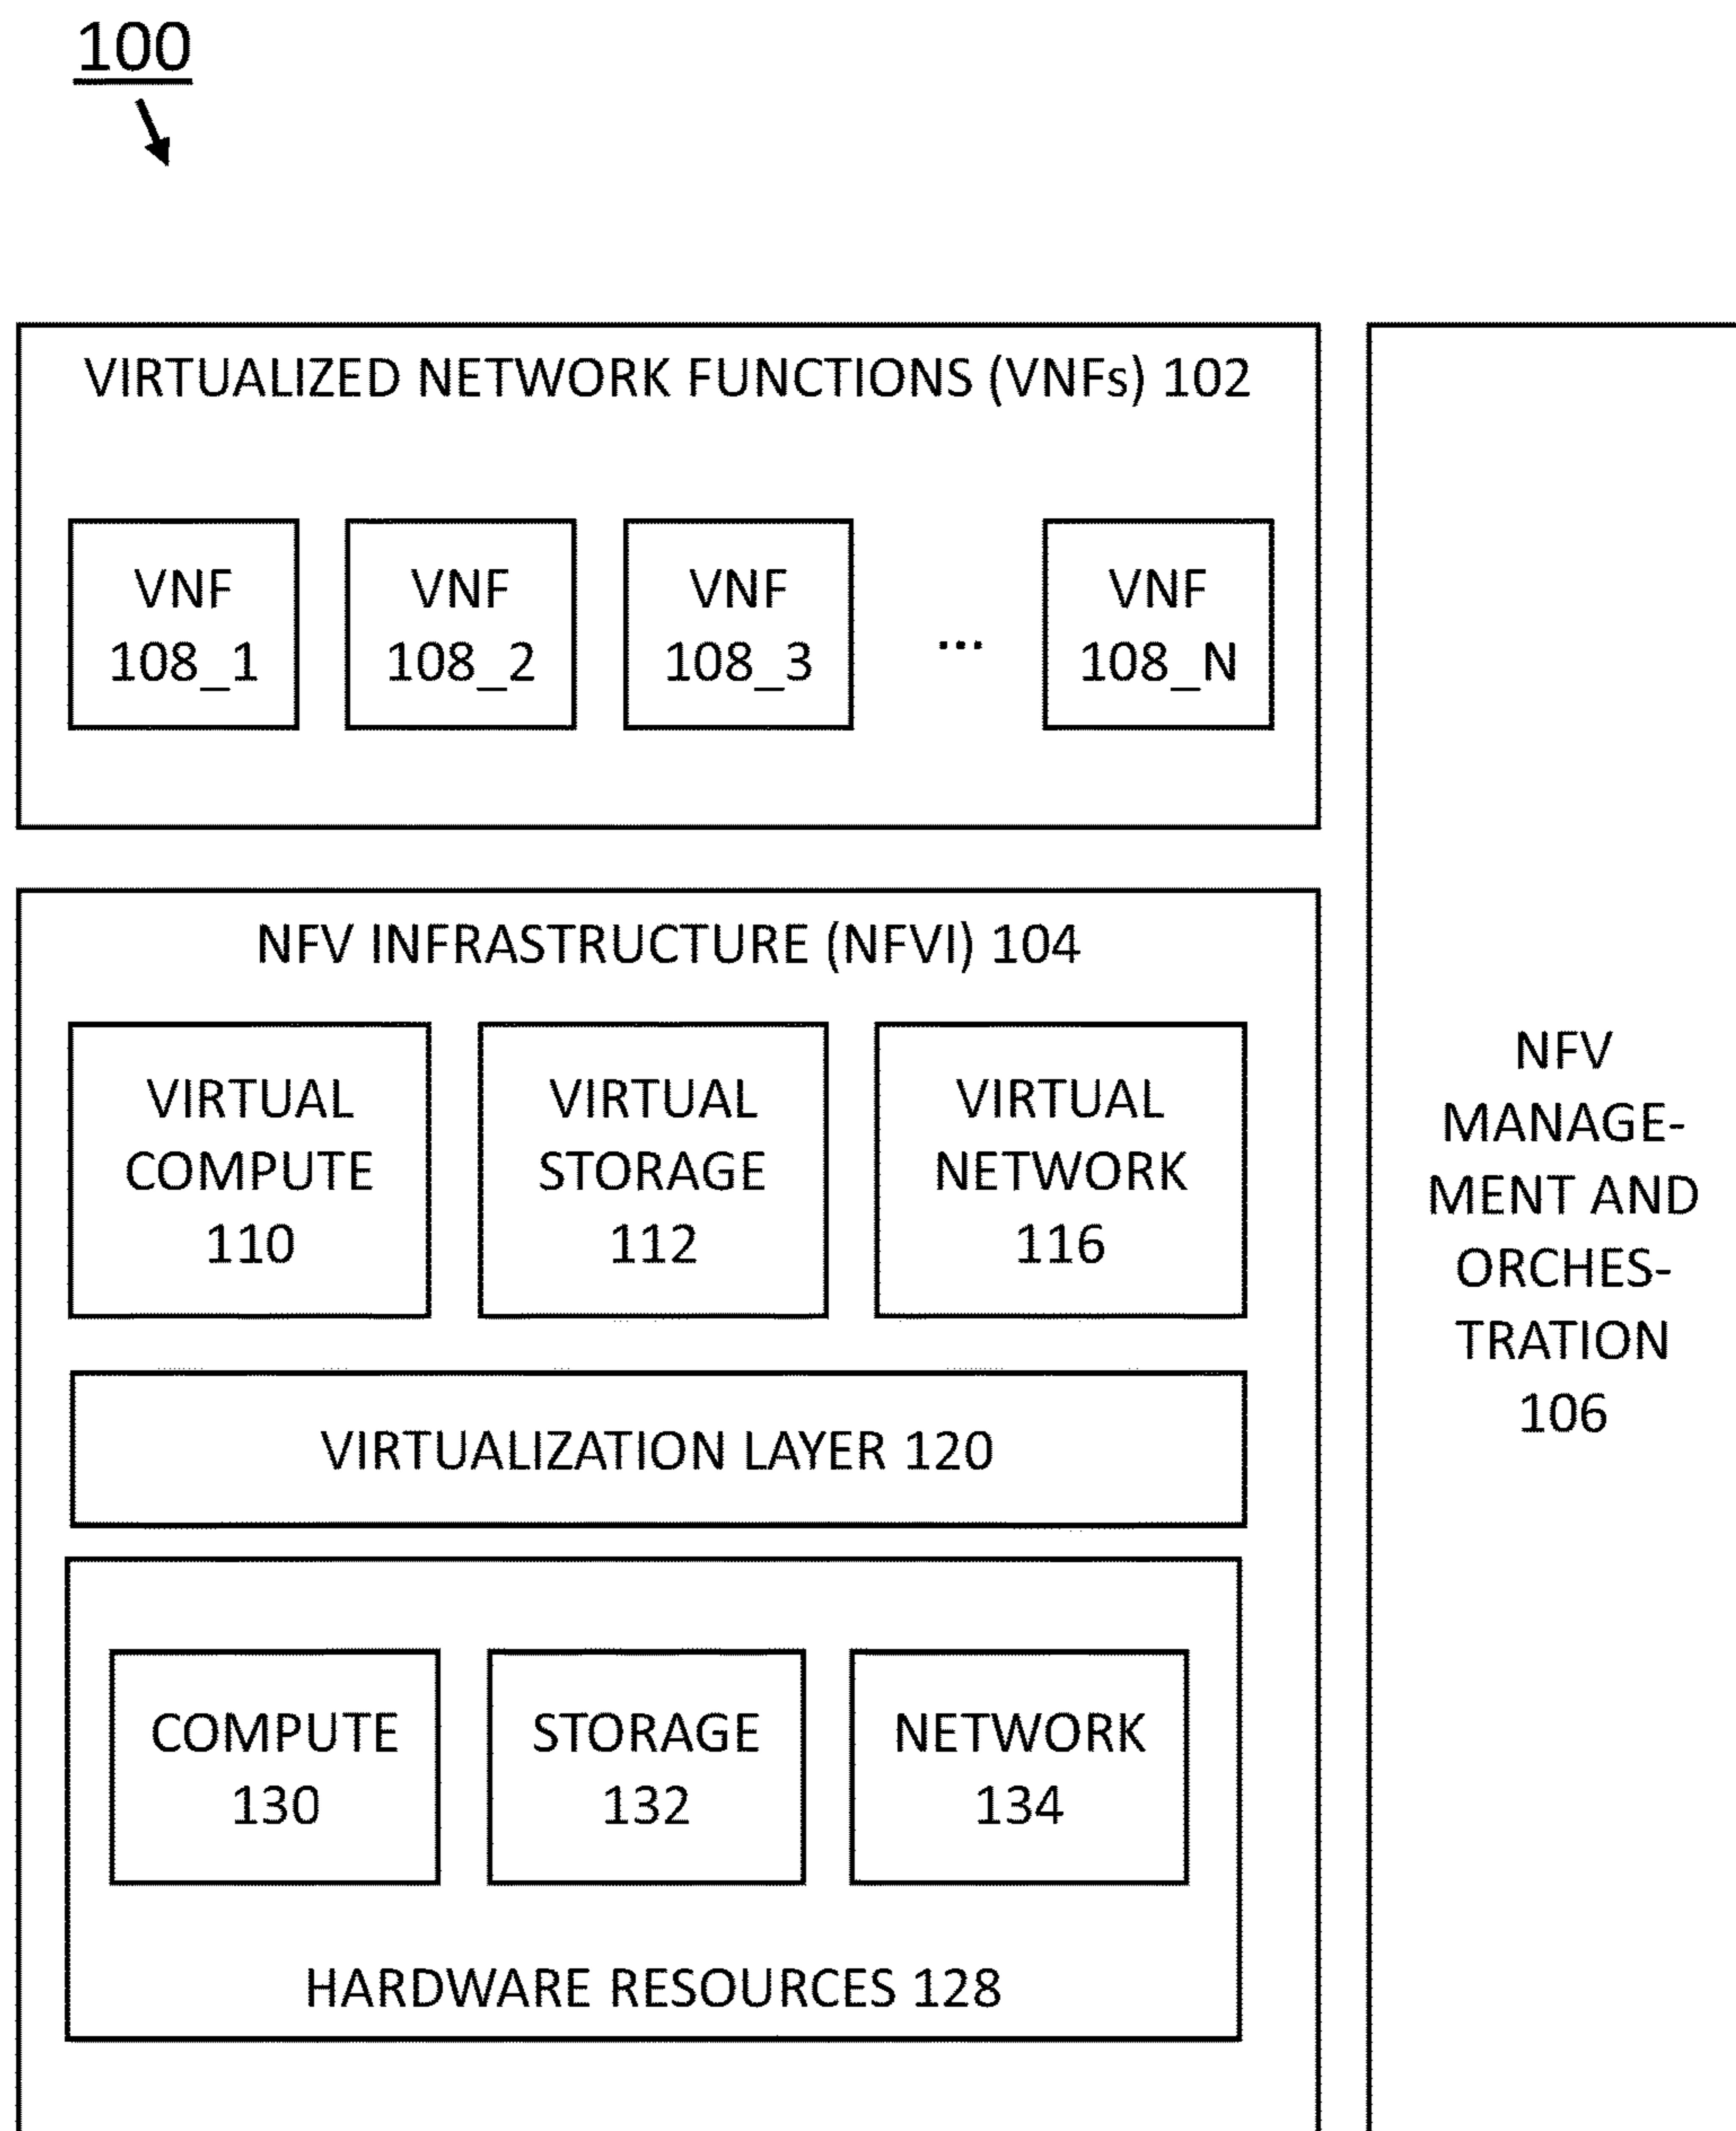 100
VIRTUALIZED NETWORK FUNCTIONS (VNFs) 102
VNF
108_1
VNF
108_2
VNF
108_3
...
VNF
108_N
NFV INFRASTRUCTURE (NFVI) 104
VIRTUAL
COMPUTE
110
VIRTUAL
STORAGE
112
VIRTUAL
NETWORK
116
VIRTUALIZATION LAYER 120
COMPUTE
130
STORAGE
132
NETWORK
134
HARDWARE RESOURCES 128
NFV
MANAGE-
MENT AND
ORCHES-
TRATION
106